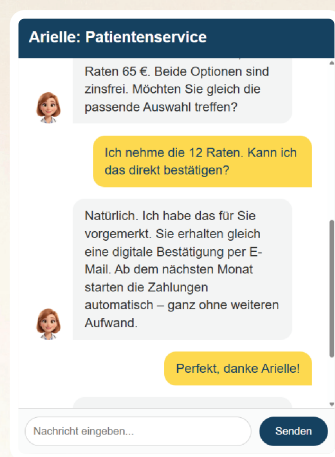 Arielle: Patientenservice
Raten 65 €. Beide Optionen sind
zinsfrei. Möchten Sie gleich die
passende Auswahl treffen?
Ich nehme die 12 Raten. Kann ich
das direkt bestätigen?
Natürlich. Ich habe das für Sie
vorgemerkt. Sie erhalten gleich
eine digitale Bestätigung per E-
Mail. Ab dem nächsten Monat
starten die Zahlungen
automatisch – ganz ohne weiteren
Aufwand.
Perfekt, danke Arielle!
Nachricht eingeben...
Senden